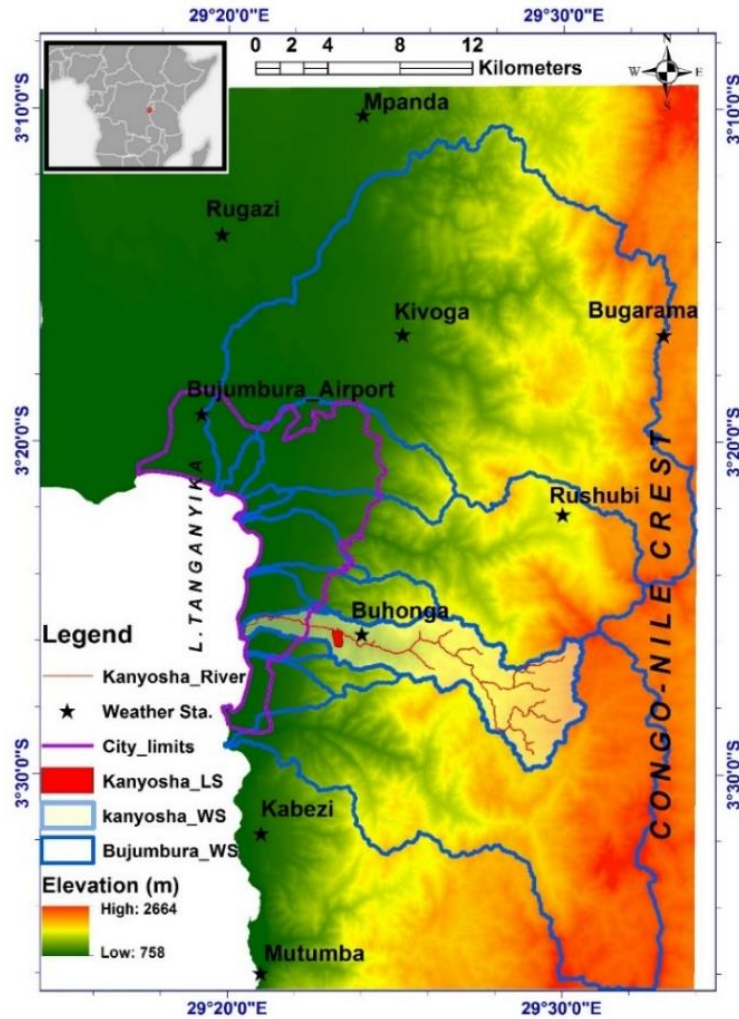 29°20'0"E 29°30'0"E
0 2 4 8 12
Kilometers
N
W E
S
3°10'0"S 3°10'0"S
Mpanda
Rugazi
Kivoga
Bugarama
Bujumbura_Airport
3°20'0"S 3°20'0"S
L.TANGANYIKA
Rushubi
CONGO-NILE CREST
Buhonga
Legend
Kanyosha_River
Weather Sta.
City_limits
Kanyosha_LS
kanyosha_WS
Bujumbura_WS
3°30'0"S 3°30'0"S
Kabezi
Elevation (m)
High: 2664
Low: 758
Mutumba
29°20'0"E 29°30'0"E